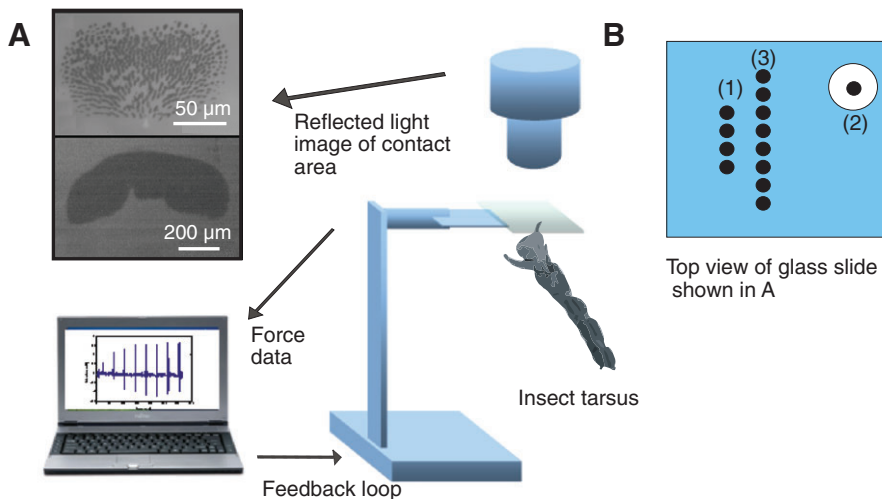 A
50 µm
200 µm
Reflected light
image of contact
area
Force
data
Insect tarsus
Feedback loop
B
(1)
(3)
(2)
Top view of glass slide
shown in A